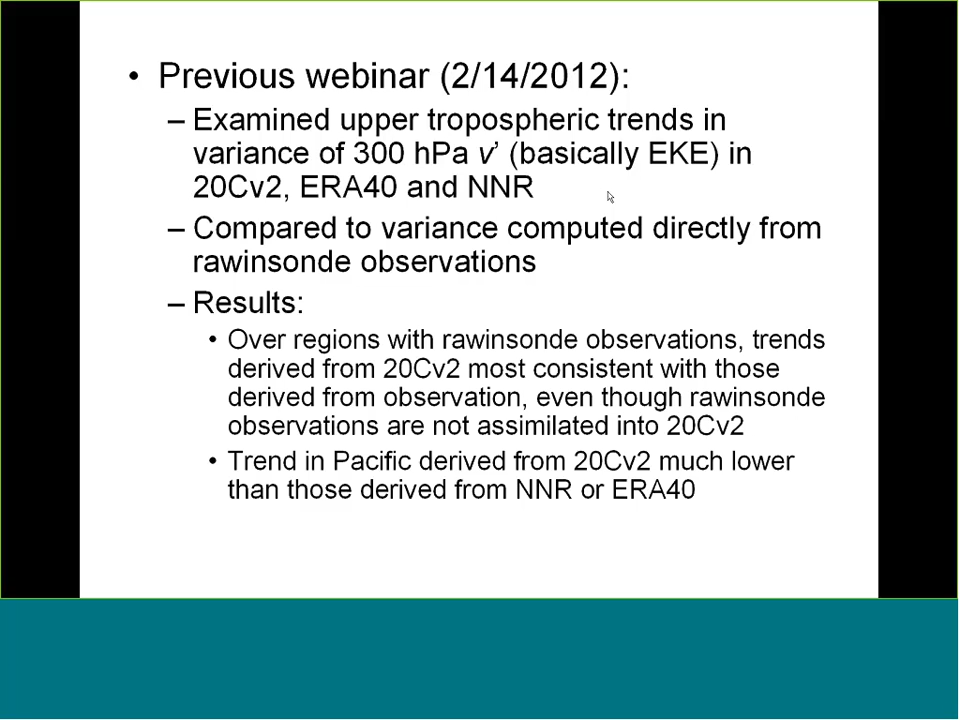 • Previous webinar (2/14/2012):
– Examined upper tropospheric trends in
variance of 300 hPa v’ (basically EKE) in
20Cv2, ERA40 and NNR
– Compared to variance computed directly from
rawinsonde observations
– Results:
• Over regions with rawinsonde observations, trends
derived from 20Cv2 most consistent with those
derived from observation, even though rawinsonde
observations are not assimilated into 20Cv2
• Trend in Pacific derived from 20Cv2 much lower
than those derived from NNR or ERA40